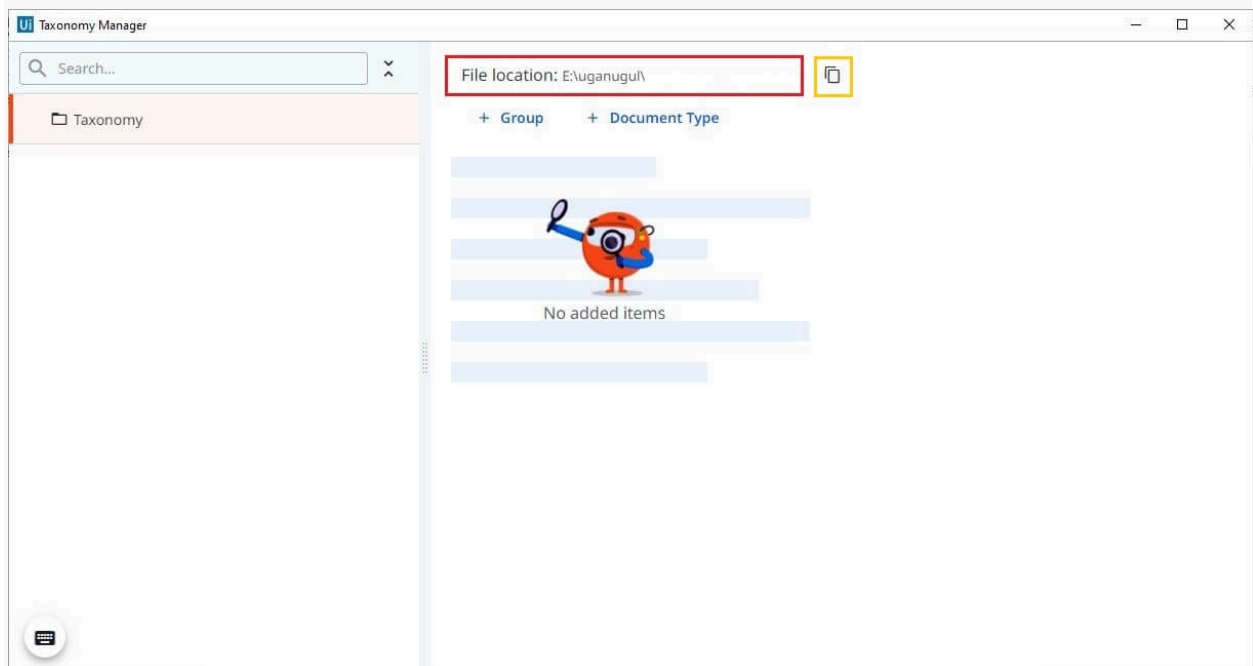 Ui Taxonomy Manager
Search...
Taxonomy
File location: E:\uganugul\
+ Group + Document Type
No added items